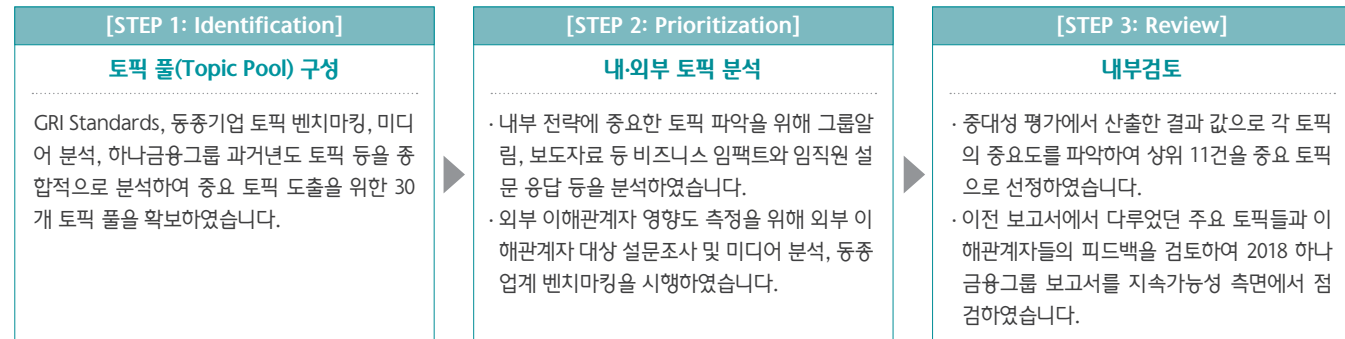 [STEP 1: Identification]
토픽 풀(Topic Pool) 구성
GRI Standards, 동종기업 토픽 벤치마킹, 미디
어 분석, 하나금융그룹 과거년도 토픽 등을 종
합적으로 분석하여 중요 토픽 도출을 위한 30
개 토픽 풀을 확보하였습니다.
[STEP 2: Prioritization]
내·외부 토픽 분석
· 내부 전략에 중요한 토픽 파악을 위해 그룹알
림, 보도자료 등 비즈니스 임팩트와 임직원 설
문 응답 등을 분석하였습니다.
· 외부 이해관계자 영향도 측정을 위해 외부 이
해관계자 대상 설문조사 및 미디어 분석, 동종
업계 벤치마킹을 시행하였습니다.
[STEP 3: Review]
내부검토
· 중대성 평가에서 산출한 결과 값으로 각 토픽
의 중요도를 파악하여 상위 11건을 중요 토픽
으로 선정하였습니다.
· 이전 보고서에서 다루었던 주요 토픽들과 이
해관계자들의 피드백을 검토하여 2018 하나
금융그룹 보고서를 지속가능성 측면에서 점
검하였습니다.